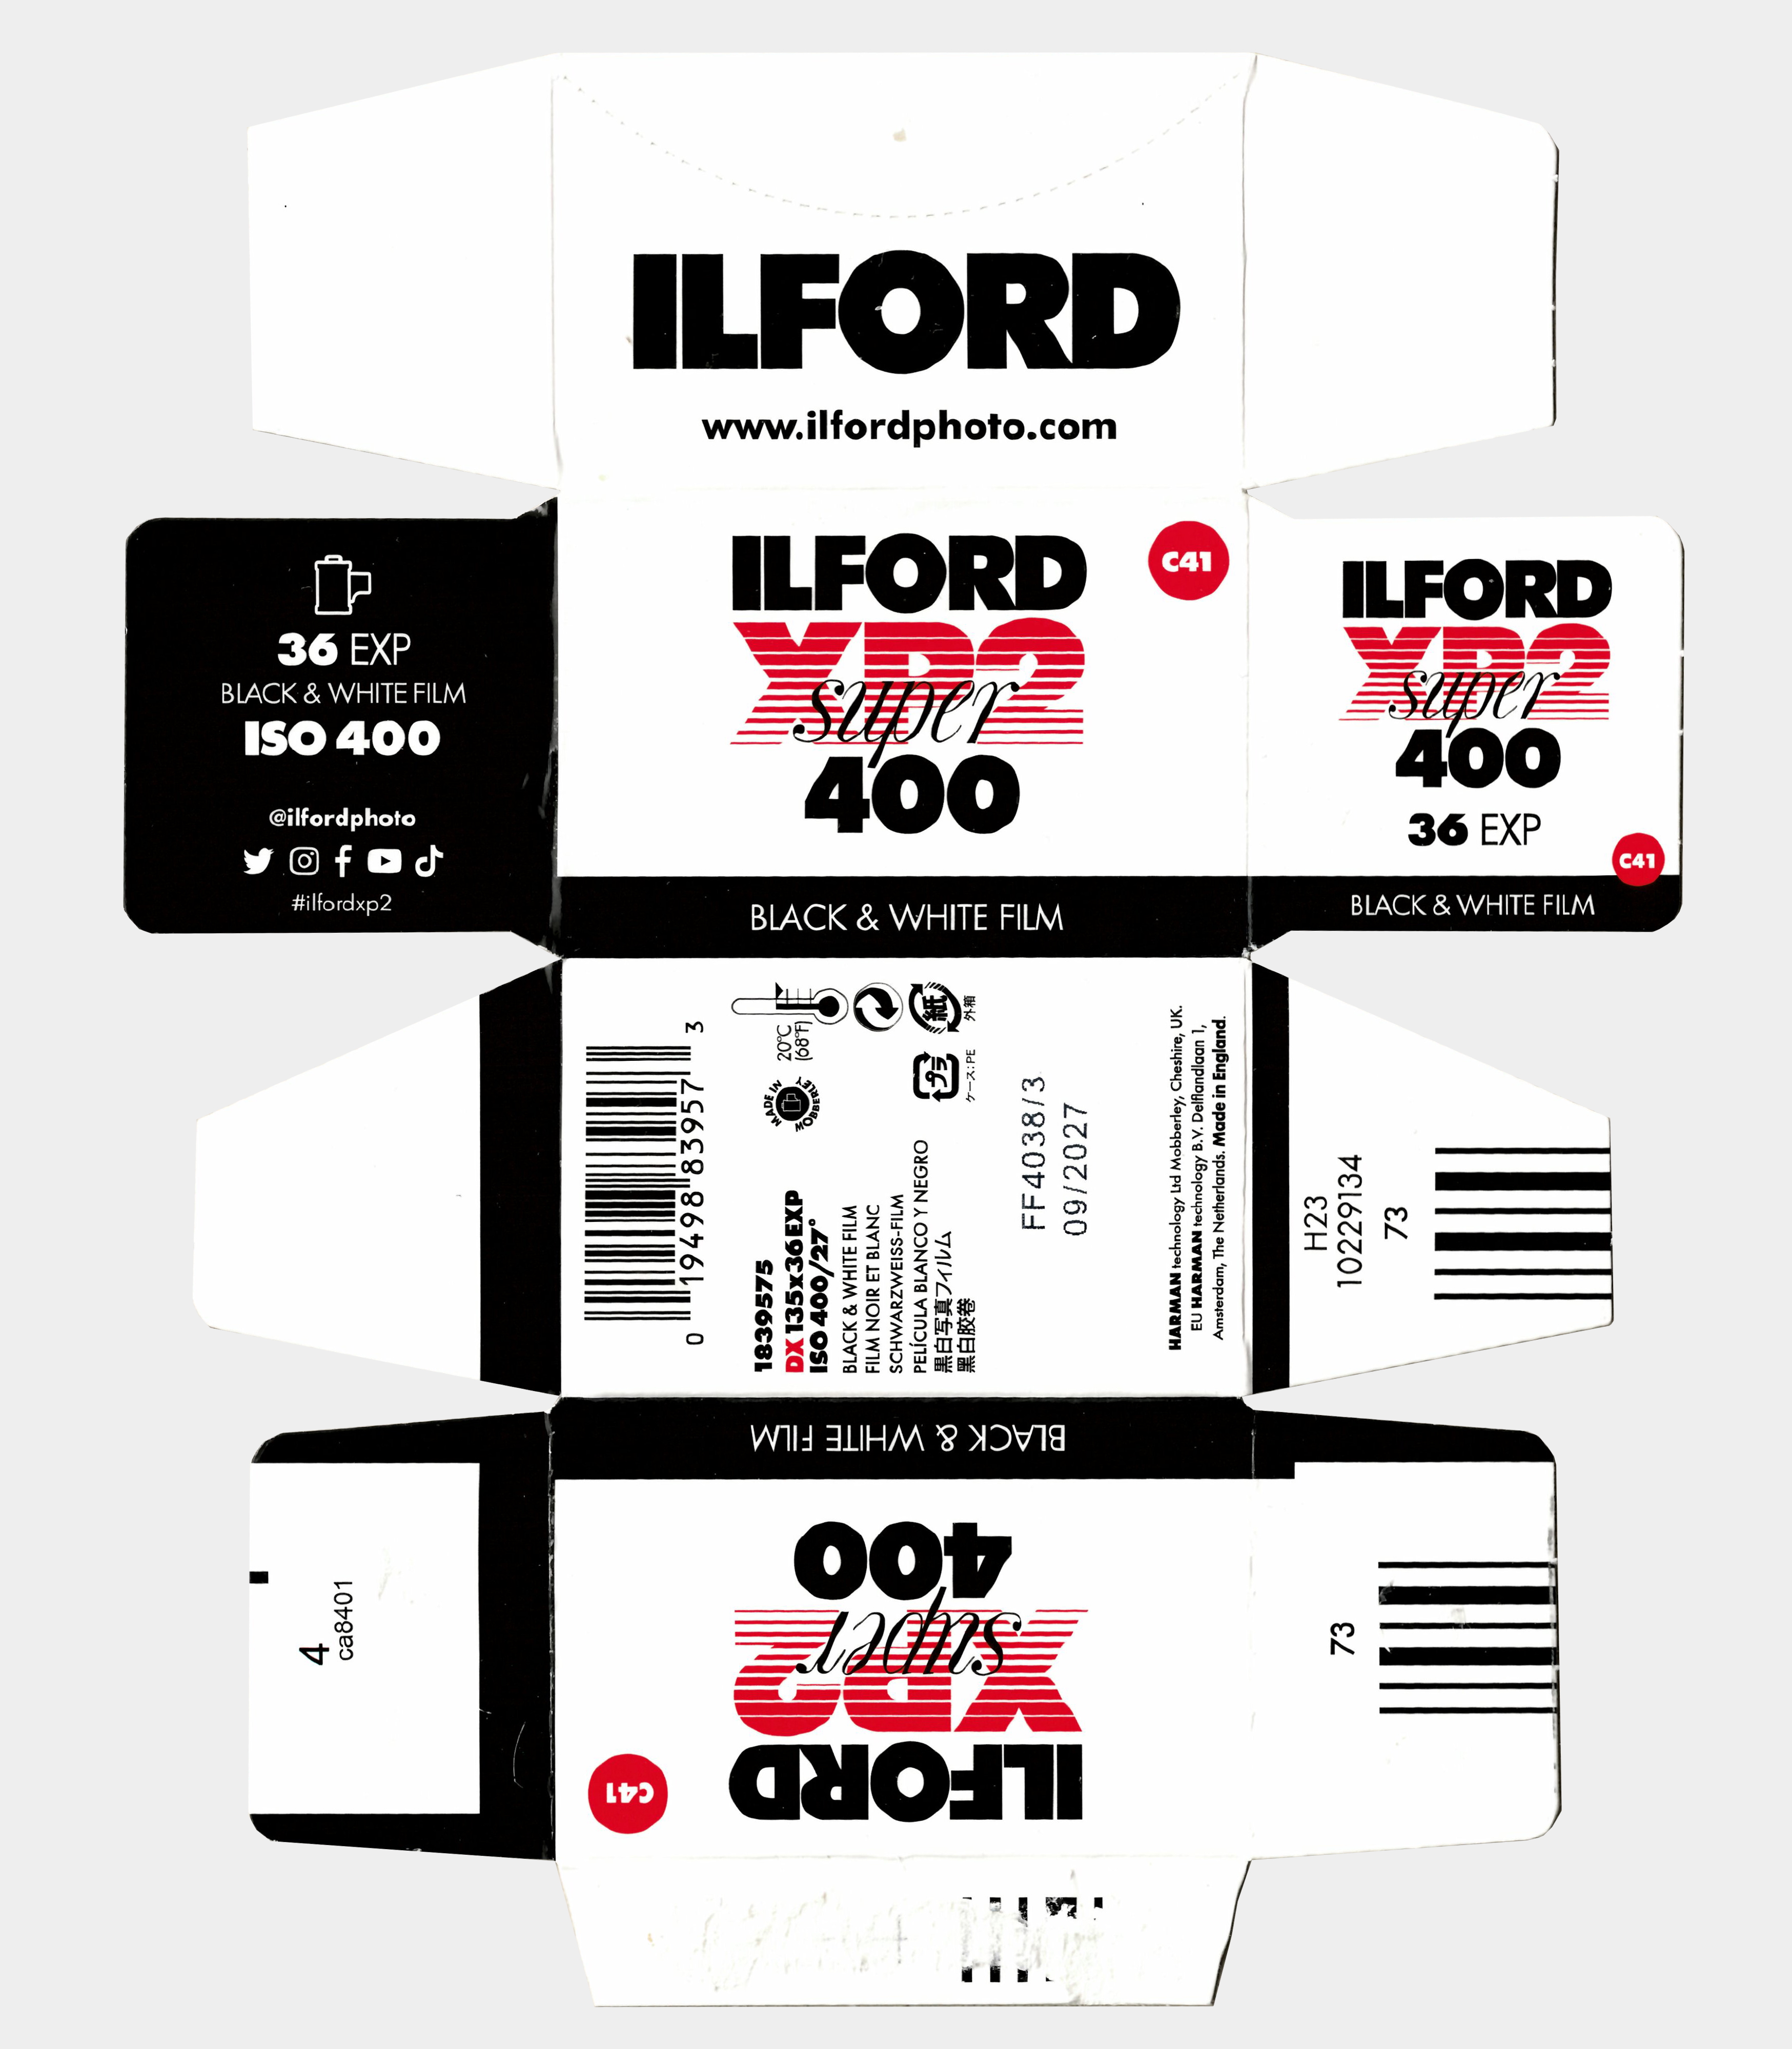 ILFORD
www.ilfordphoto.com
36 EXP
BLACK & WHITE FILM
ISO 400
@ilfordphoto
#ilfordxp2
ILFORD
XP2
super
400
C41
BLACK & WHITE FILM
ILFORD
XP2
super
400
36 EXP
C41
BLACK & WHITE FILM
0 19498 83957 3
20°C
(68°F)
MADE IN
MOBBERLEY
紙
外箱
プラ
ケース: PE
1839575
DX 135x36EXP
ISO 400/27°
BLACK & WHITE FILM
FILM NOIR ET BLANC
SCHWARZWEISS-FILM
PELÍCULA BLANCO Y NEGRO
黒白写真フィルム
黑白胶卷
FF4038/3
09/2027
HARMAN technology Ltd Mobberley, Cheshire, UK.
EU HARMAN technology B.V. Delflandlaan 1,
Amsterdam, The Netherlands. Made in England.
H23
10229134
73
BLACK & WHITE FILM
ILFORD
XP2
super
400
C41
4
ca8401
73